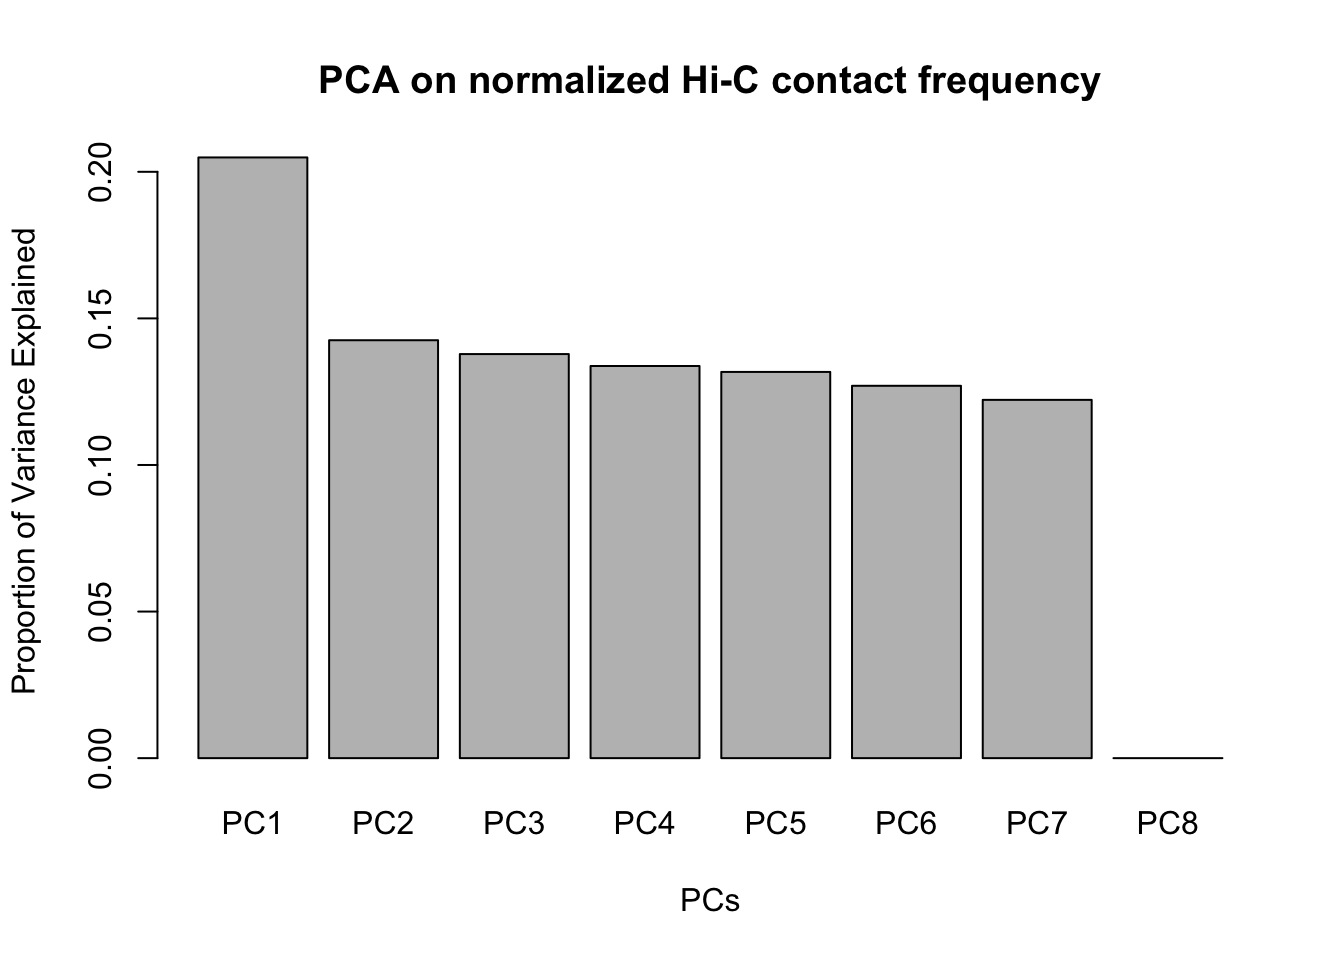 PCA on normalized Hi-C contact frequency
Proportion of Variance Explained
0.20
0.15
0.10
0.05
0.00
PC1 PC2 PC3 PC4 PC5 PC6 PC7 PC8
PCs